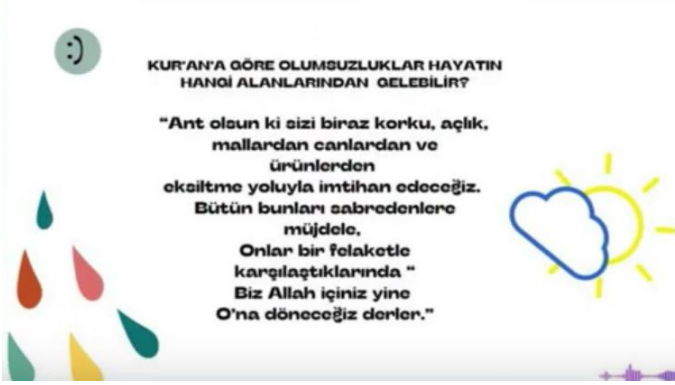 :)
KUR'AN'A GÖRE OLUMSUZLUKLAR HAYATIN
HANGİ ALANLARINDAN GELEBİLİR?
"Ant olsun ki sizi biraz korku, açlık,
mallardan canlardan ve
ürünlerden
eksiltme yoluyla imtihan edeceğiz.
Bütün bunları sabredenlere
müjdele,
Onlar bir felaketle
karşılaştıklarında "
Biz Allah içiniz yine
O'na döneceğiz derler."